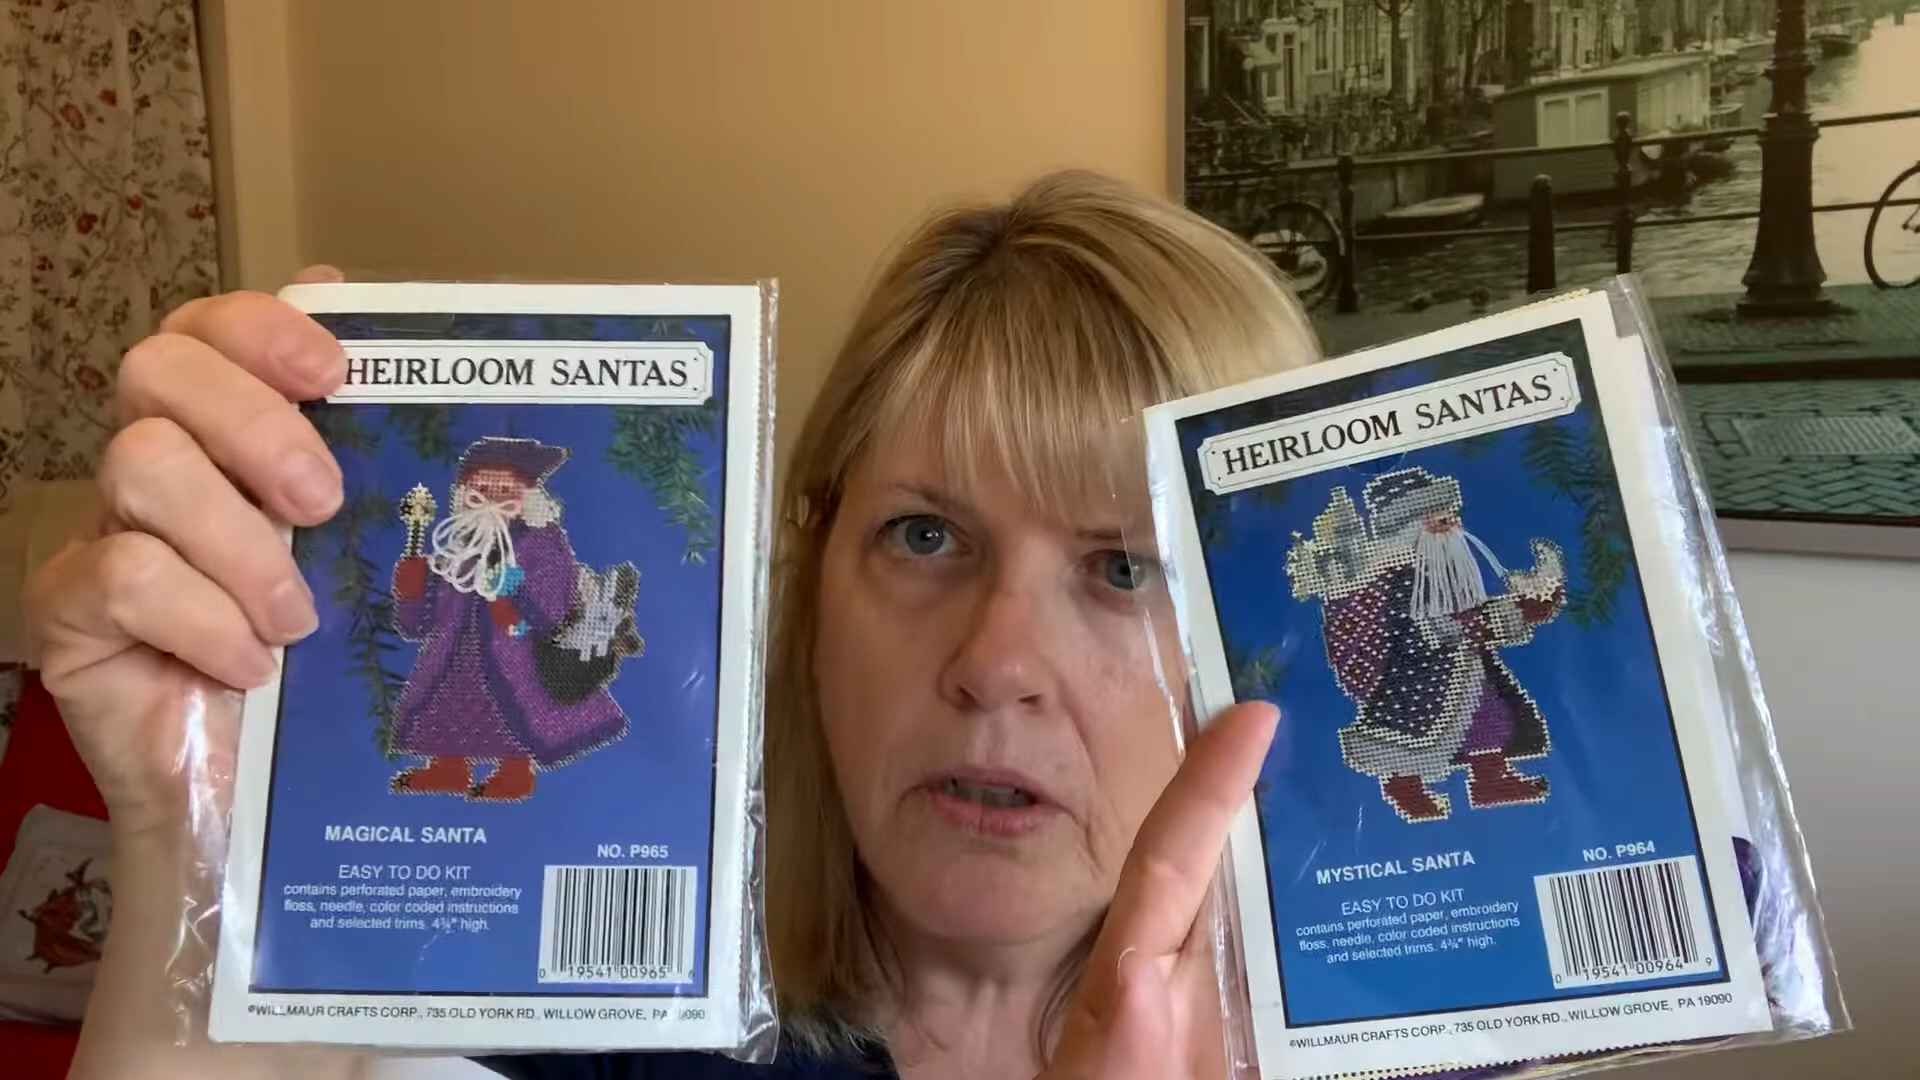 HEIRLOOM SANTAS
MAGICAL SANTA
NO. P965
EASY TO DO KIT
contains perforated paper, embroidery
floss, needle, color coded instructions
and selected trims. 4¾" high.
0 19541 00965 6
©WILLMAUR CRAFTS CORP., 735 OLD YORK RD., WILLOW GROVE, PA 19090
HEIRLOOM SANTAS
MYSTICAL SANTA
NO. P964
EASY TO DO KIT
contains perforated paper, embroidery
floss, needle, color coded instructions
and selected trims. 4¾" high.
0 19541 00964 9
©WILLMAUR CRAFTS CORP., 735 OLD YORK RD., WILLOW GROVE, PA 19090